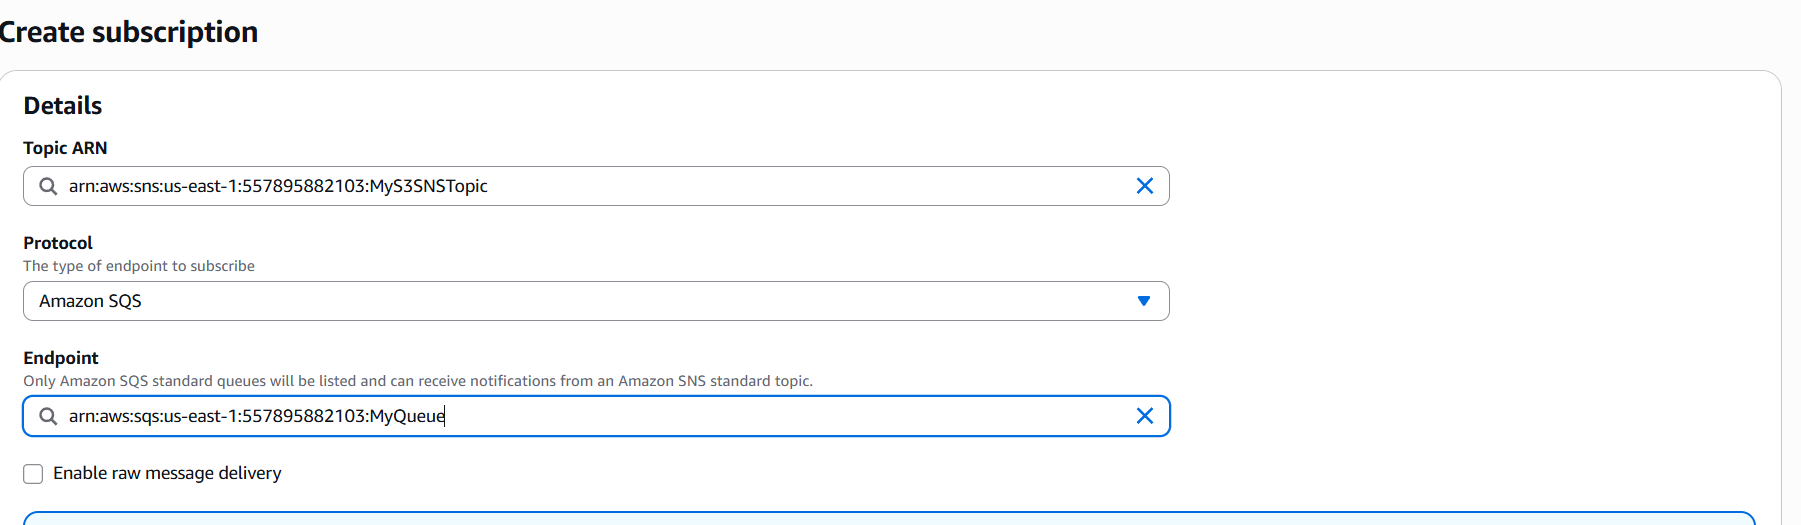 Create subscription
Details
Topic ARN
arn:aws:sns:us-east-1:557895882103:MyS3SNSTopic
Protocol
The type of endpoint to subscribe
Amazon SQS
Endpoint
Only Amazon SQS standard queues will be listed and can receive notifications from an Amazon SNS standard topic.
arn:aws:sqs:us-east-1:557895882103:MyQueue
Enable raw message delivery